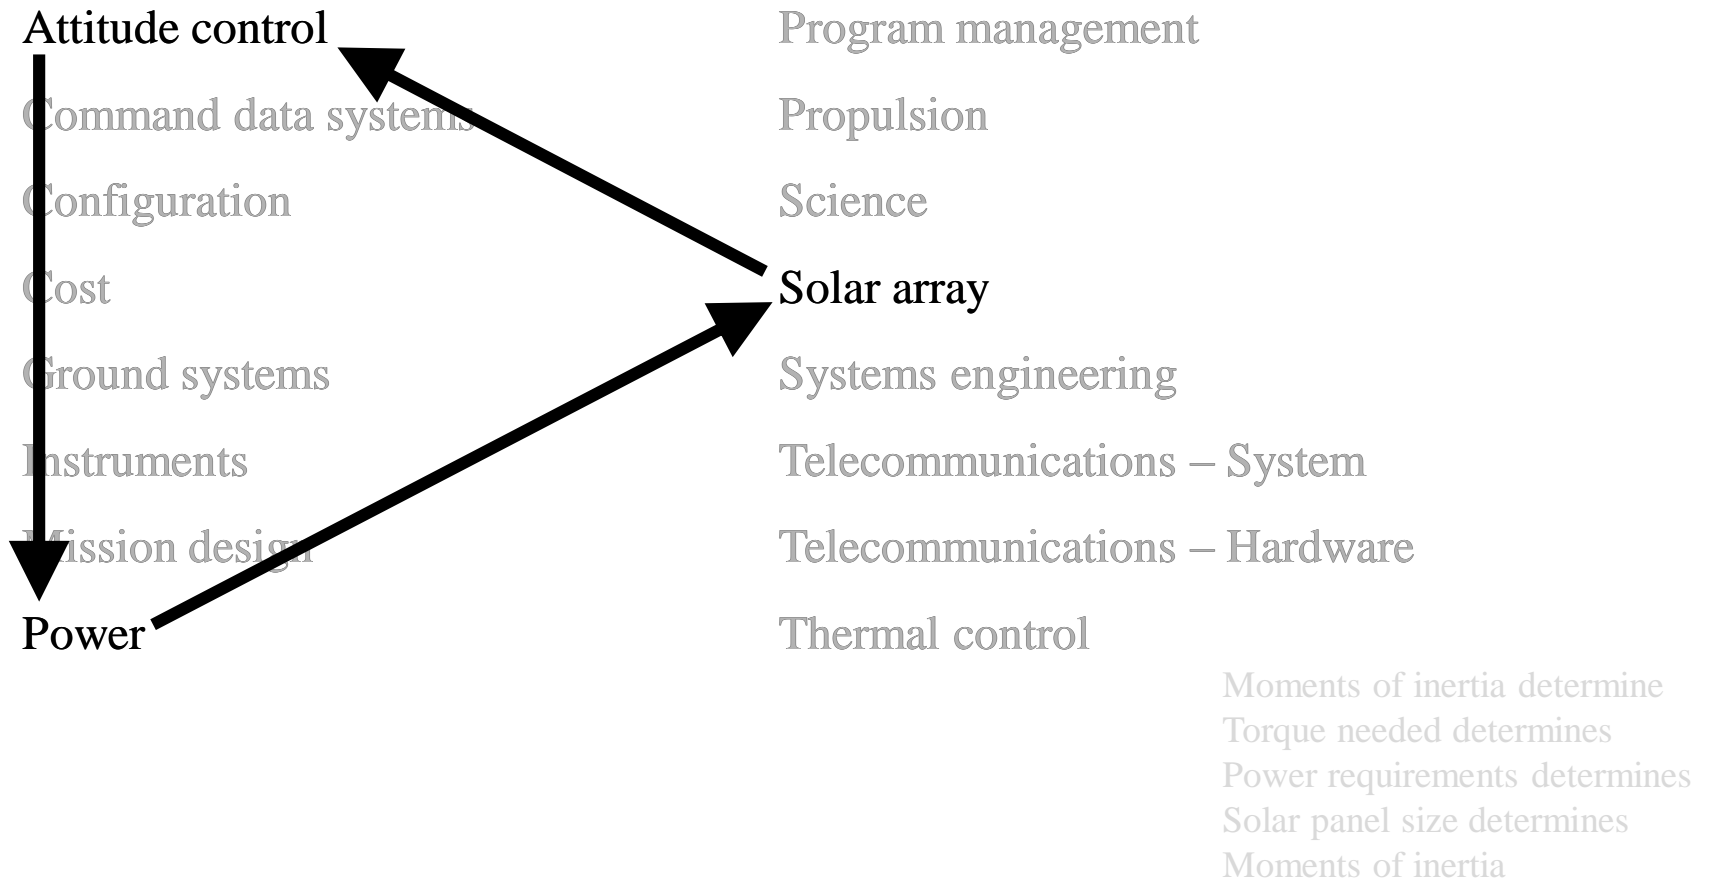 Attitude control
Command data systems
Configuration
Cost
Ground systems
Instruments
Mission design
Power
Program management
Propulsion
Science
Solar array
Systems engineering
Telecommunications – System
Telecommunications – Hardware
Thermal control
Moments of inertia determine
Torque needed determines
Power requirements determines
Solar panel size determines
Moments of inertia